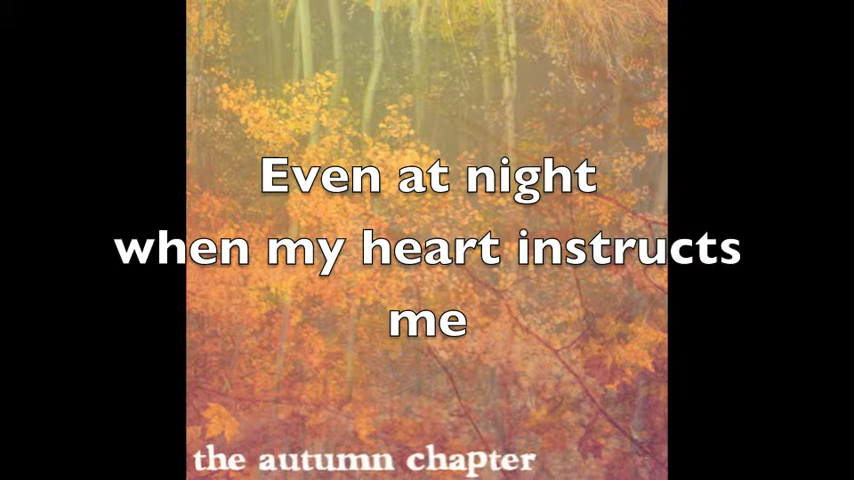 Even at night
when my heart instructs
me
the autumn chapter